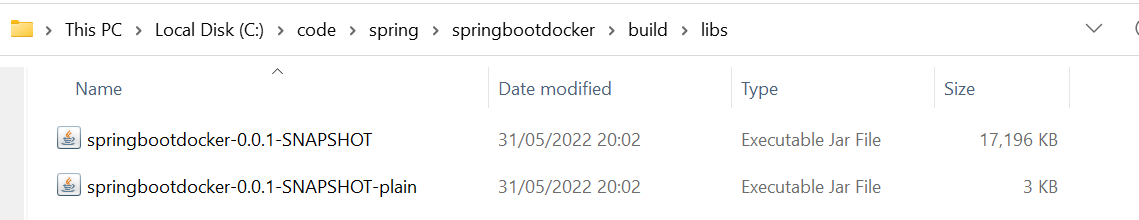 This PC > Local Disk (C:) > code > spring > springbootdocker > build > libs
Name Date modified Type Size
springbootdocker-0.0.1-SNAPSHOT 31/05/2022 20:02 Executable Jar File 17,196 KB
springbootdocker-0.0.1-SNAPSHOT-plain 31/05/2022 20:02 Executable Jar File 3 KB